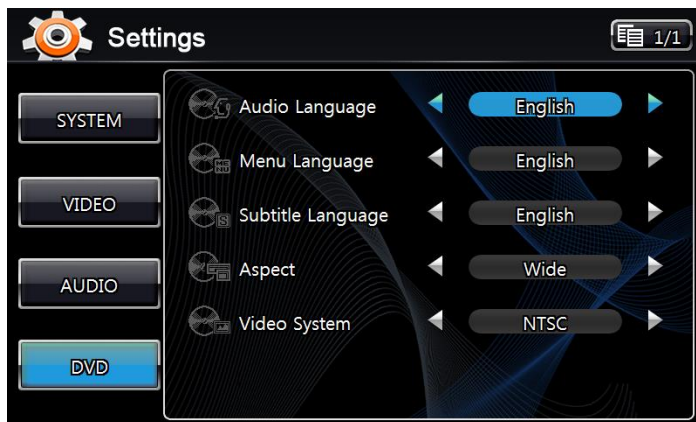 Settings
1/1
SYSTEM
VIDEO
AUDIO
DVD
Audio Language English
Menu Language English
Subtitle Language English
Aspect Wide
Video System NTSC